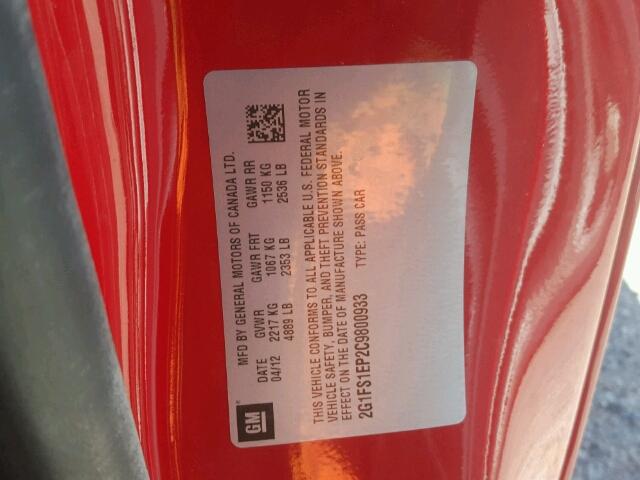 GM
MFD BY GENERAL MOTORS OF CANADA LTD.
DATE GVWR GAWR FRT GAWR RR
04/12 2217 KG 1067 KG 1150 KG
4889 LB 2353 LB 2536 LB
THIS VEHICLE CONFORMS TO ALL APPLICABLE U.S. FEDERAL MOTOR
VEHICLE SAFETY, BUMPER, AND THEFT PREVENTION STANDARDS IN
EFFECT ON THE DATE OF MANUFACTURE SHOWN ABOVE.
2G1FS1EP2C9800933 TYPE: PASS CAR